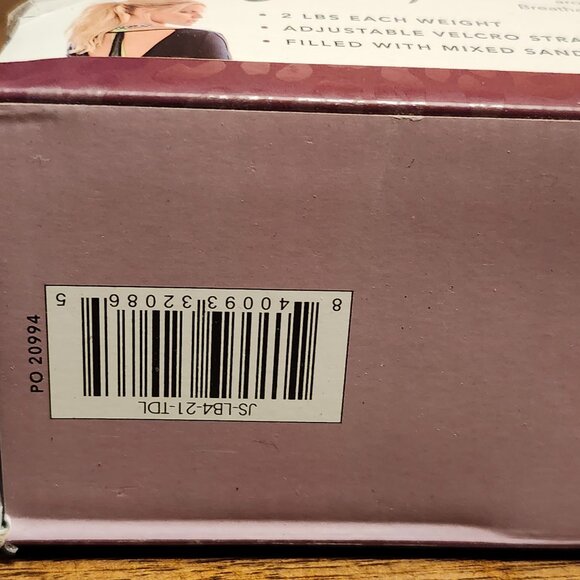 Breatha
• 2 LBS EACH WEIGHT
• ADJUSTABLE VELCRO STRA
• FILLED WITH MIXED SAND
PO 20994
JS-LB4-21-TDL
8 40093 32086 5